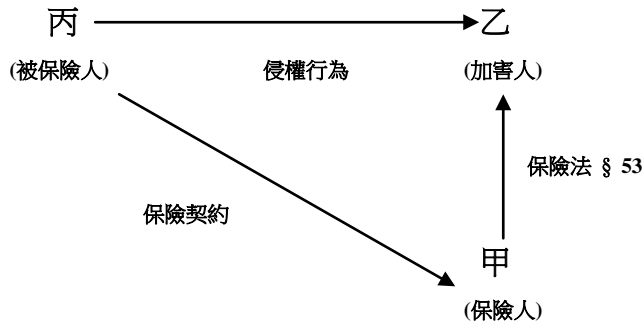 丙
乙
(被保險人)
侵權行為
(加害人)
保險法 § 53
保險契約
甲
(保險人)